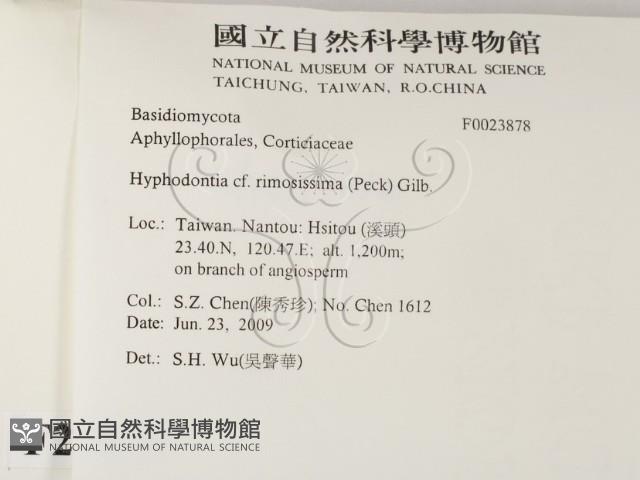 國立自然科學博物館
NATIONAL MUSEUM OF NATURAL SCIENCE
TAICHUNG, TAIWAN, R.O.CHINA
Basidiomycota
F0023878
Aphyllophorales, Corticiaceae
Hyphodontia cf. rimosissima (Peck) Gilb.
Loc.: Taiwan. Nantou: Hsitou (溪頭)
23.40.N, 120.47.E; alt. 1,200m;
on branch of angiosperm
Col.: S.Z. Chen(陳秀珍); No. Chen 1612
Date: Jun. 23, 2009
Det.: S.H. Wu(吳聲華)
國立自然科學博物館
NATIONAL MUSEUM OF NATURAL SCIENCE